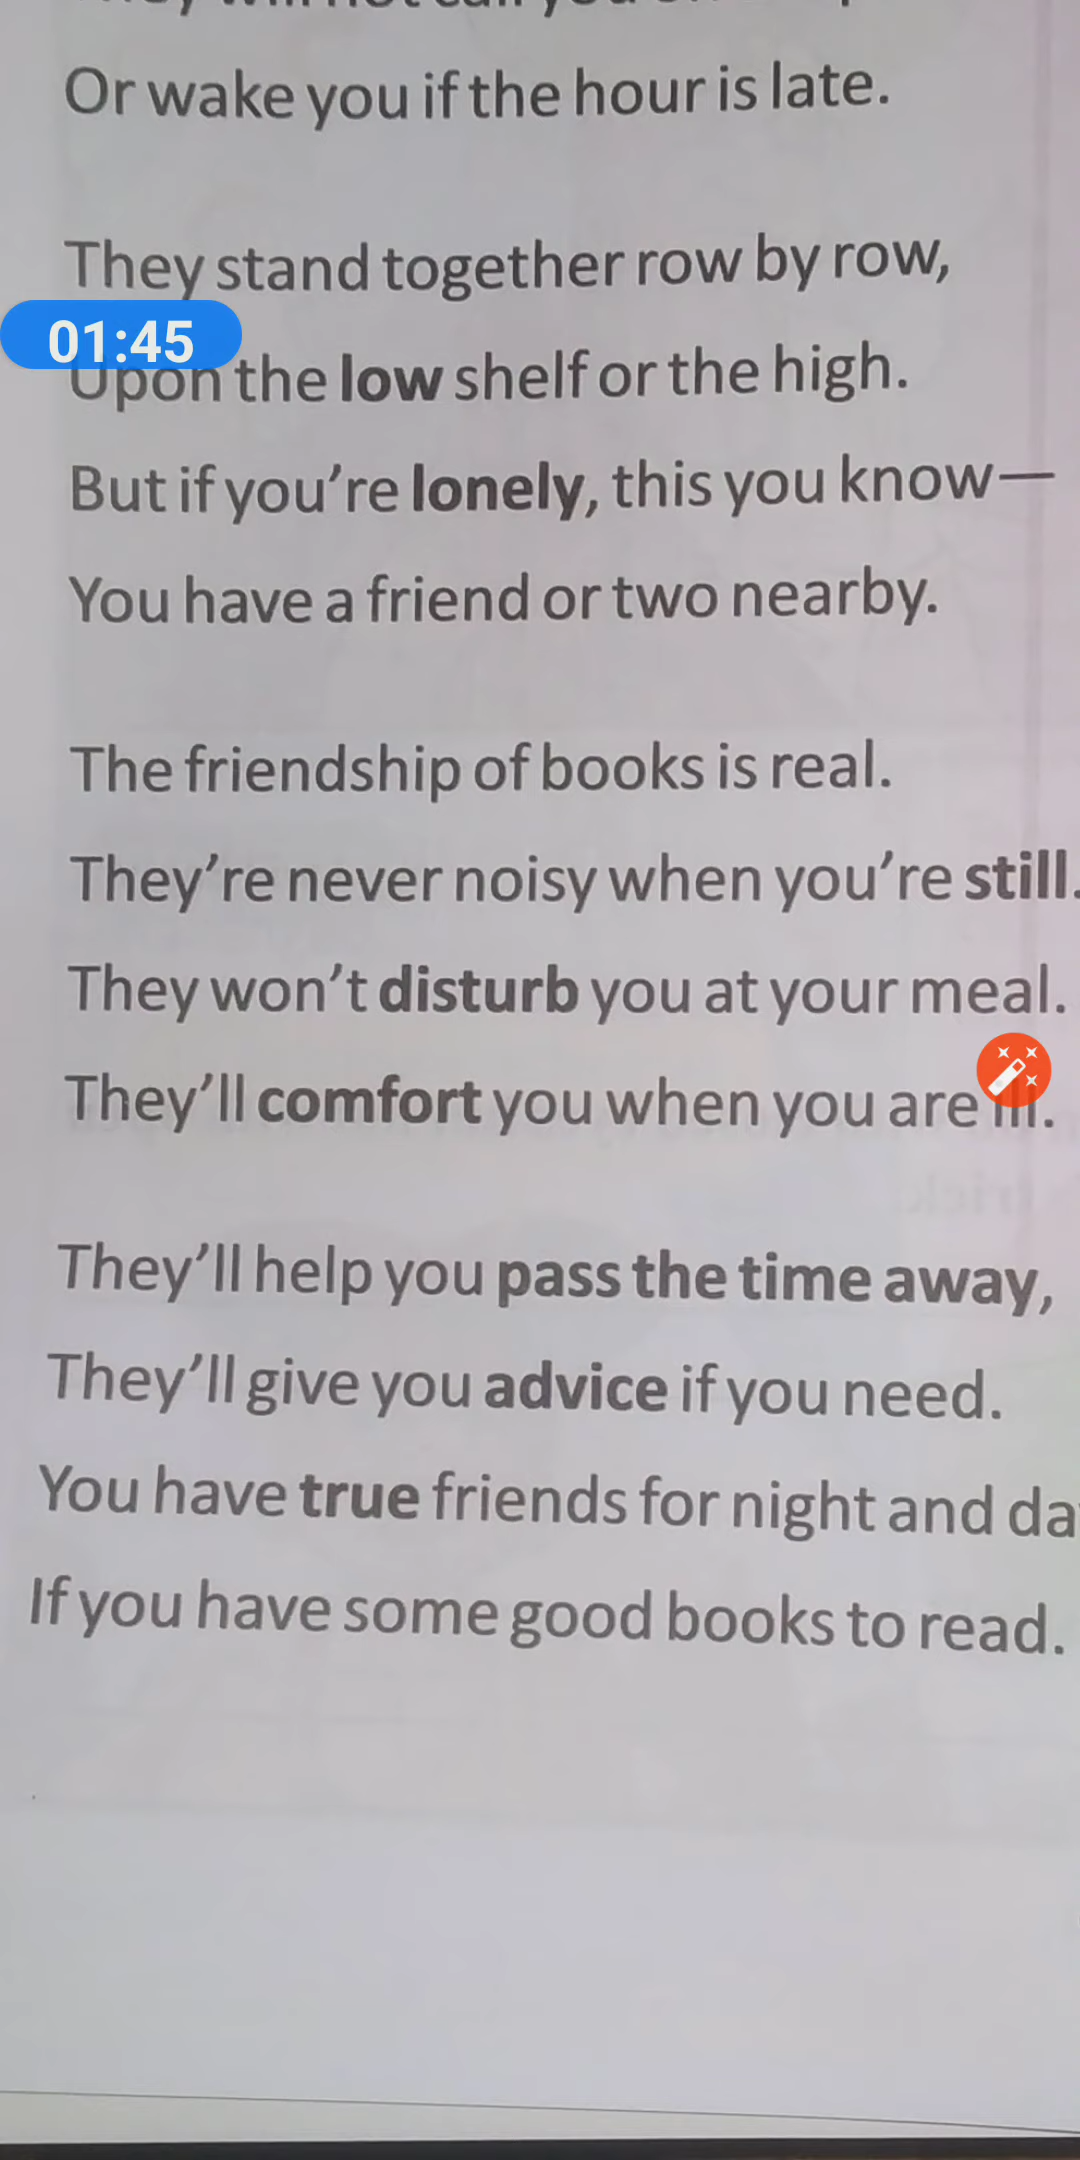 Or wake you if the hour is late.
They stand together row by row,
01:45
Upon the low shelf or the high.
But if you're lonely, this you know—
You have a friend or two nearby.
The friendship of books is real.
They're never noisy when you're still.
They won't disturb you at your meal.
They'll comfort you when you are ill.
They'll help you pass the time away,
They'll give you advice if you need.
You have true friends for night and da
If you have some good books to read.